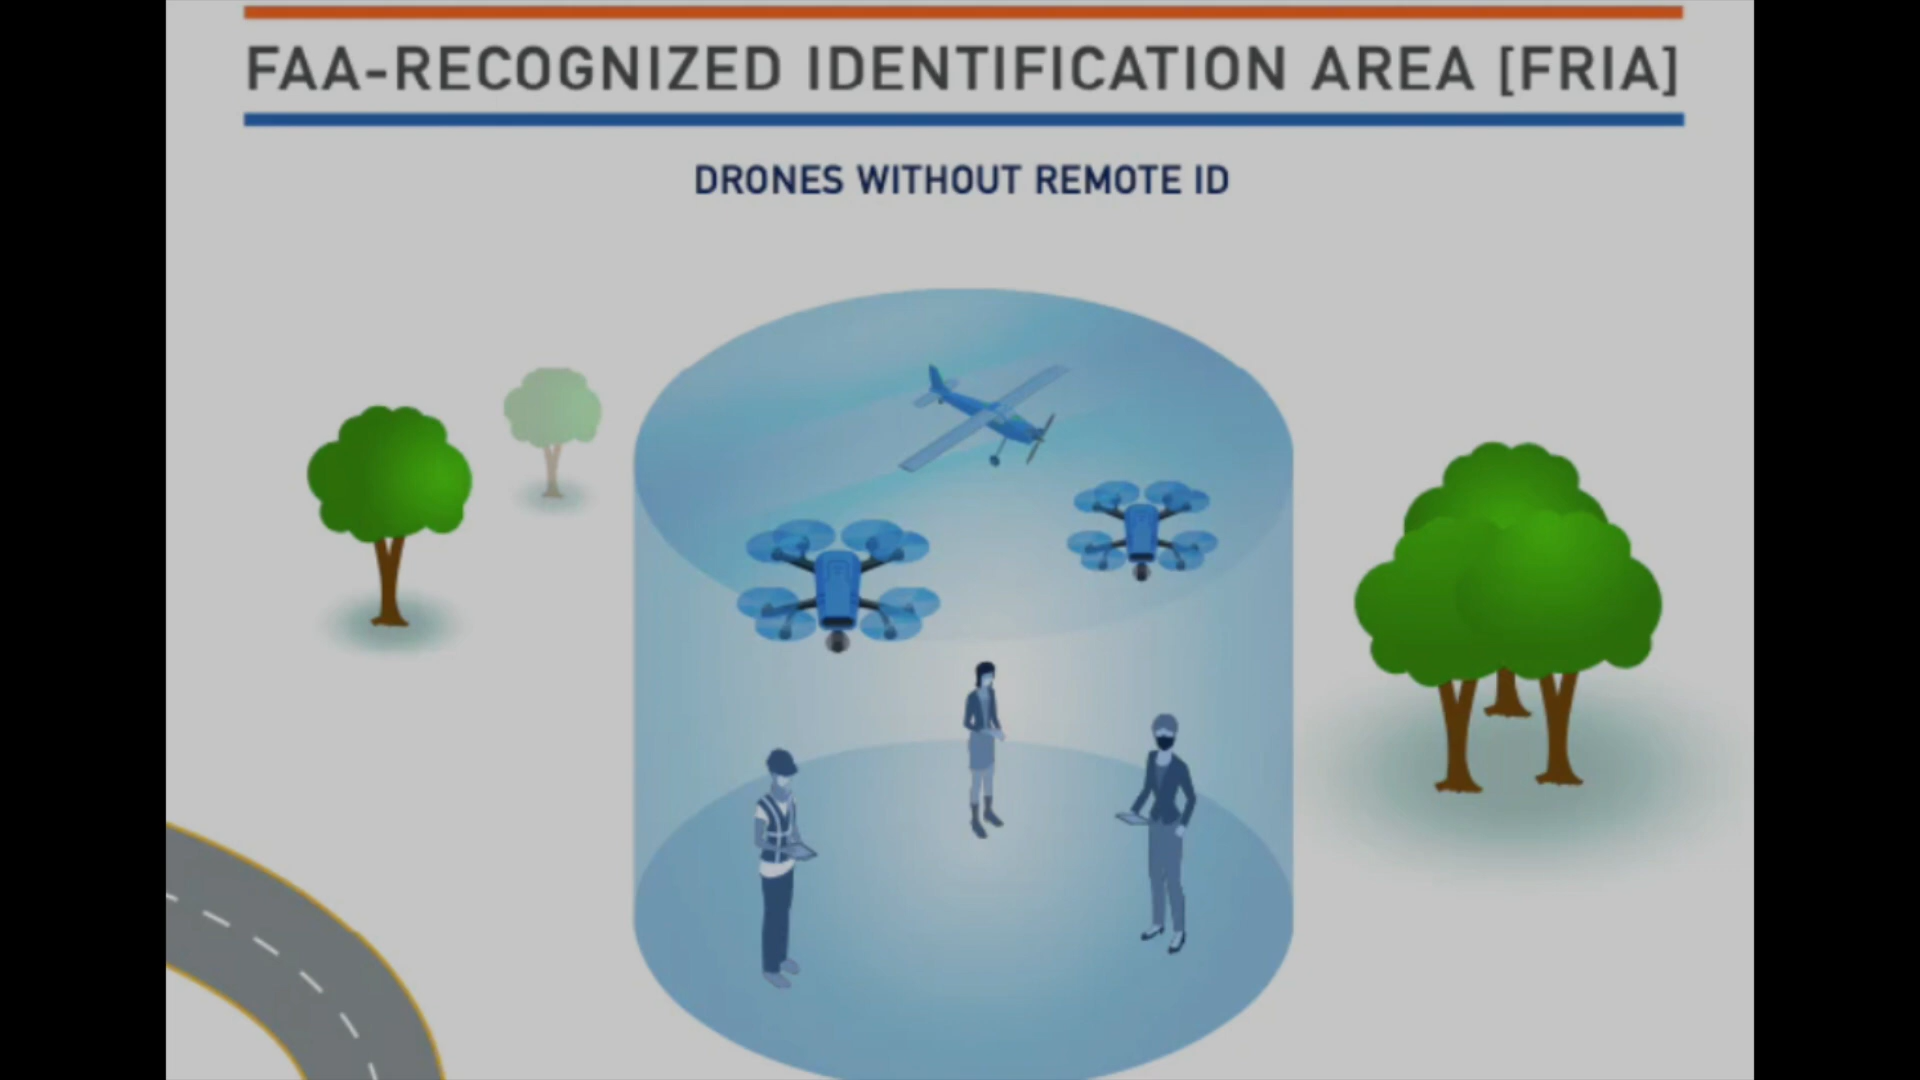 FAA-RECOGNIZED IDENTIFICATION AREA [FRIA]
DRONES WITHOUT REMOTE ID